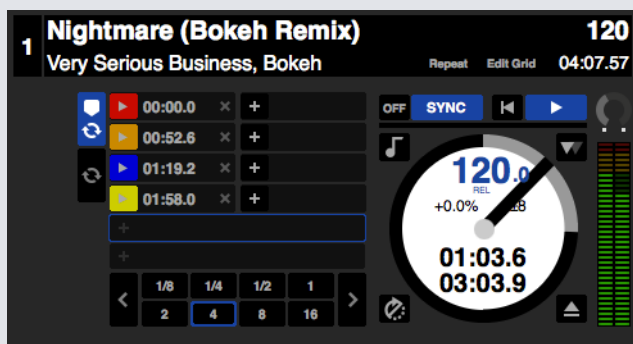 1
Nightmare (Bokeh Remix) 120
Very Serious Business, Bokeh Repeat Edit Grid 04:07.57
OFF SYNC
00:00.0
00:52.6
01:19.2
01:58.0
120.0
REL
+0.0% 8
01:03.6
03:03.9
1/8 1/4 1/2 1
2 4 8 16